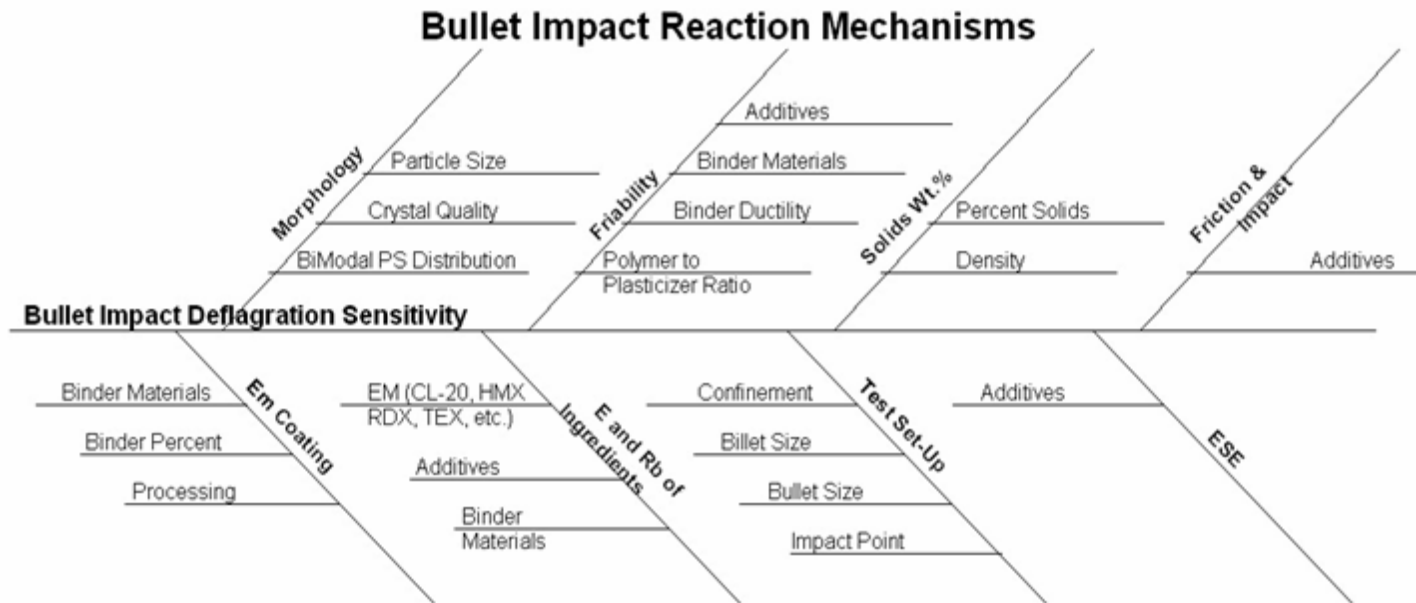 Bullet Impact Reaction Mechanisms
Morphology
Particle Size
Crystal Quality
BiModal PS Distribution
Friability
Additives
Binder Materials
Binder Ductility
Polymer to
Plasticizer Ratio
Solids Wt.%
Percent Solids
Density
Friction &
Impact
Additives
Bullet Impact Deflagration Sensitivity
Em Coating
Binder Materials
Binder Percent
Processing
E and Rb of
Ingredients
EM (CL-20, HMX
RDX, TEX, etc.)
Additives
Binder
Materials
Test Set-Up
Confinement
Billet Size
Bullet Size
Impact Point
ESE
Additives